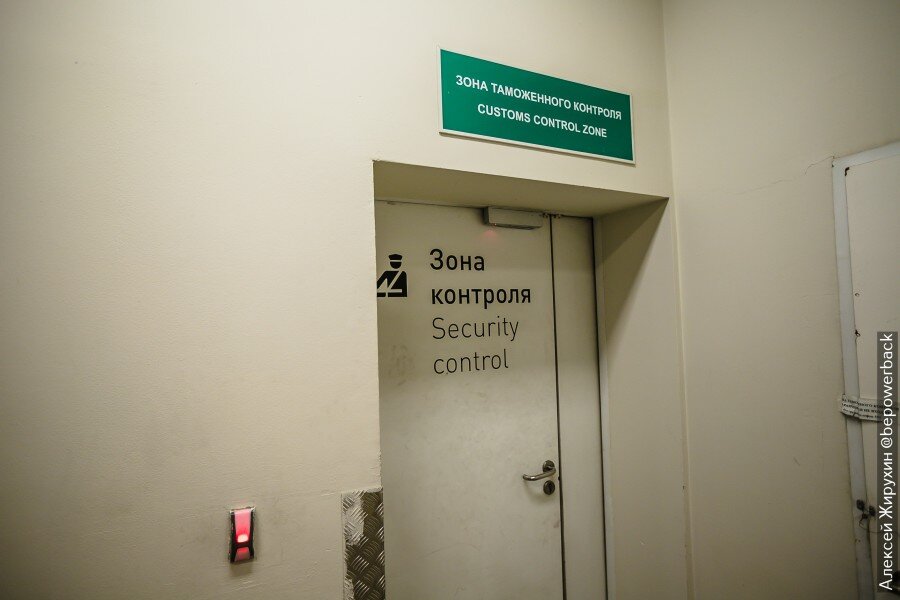 ЗОНА ТАМОЖЕННОГО КОНТРОЛЯ
CUSTOMS CONTROL ZONE
Зона
контроля
Security
control
Алексей Жирухин @bepowerback